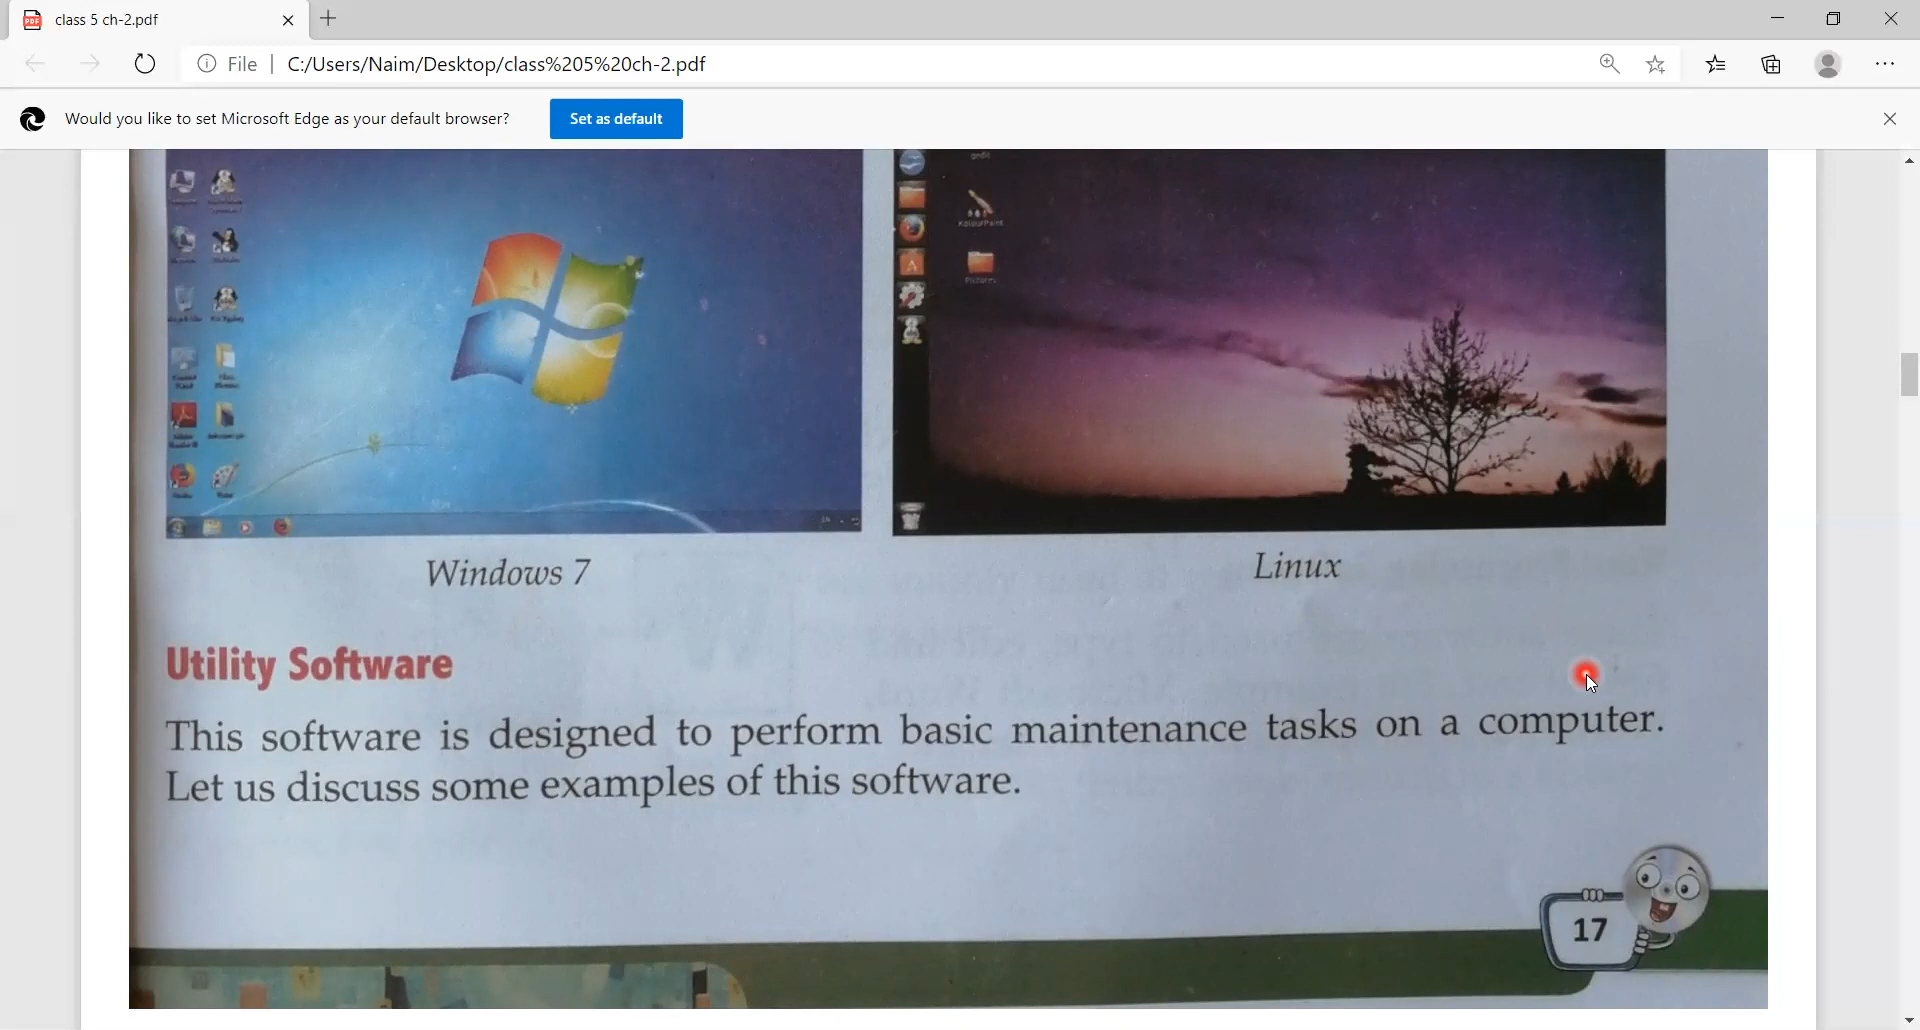 class 5 ch-2.pdf
File
C:/Users/Naim/Desktop/class%205%20ch-2.pdf
Would you like to set Microsoft Edge as your default browser?
Set as default
gedit
KolourPaint
Windows 7
Linux
Utility Software
This software is designed to perform basic maintenance tasks on a computer.
Let us discuss some examples of this software.
17